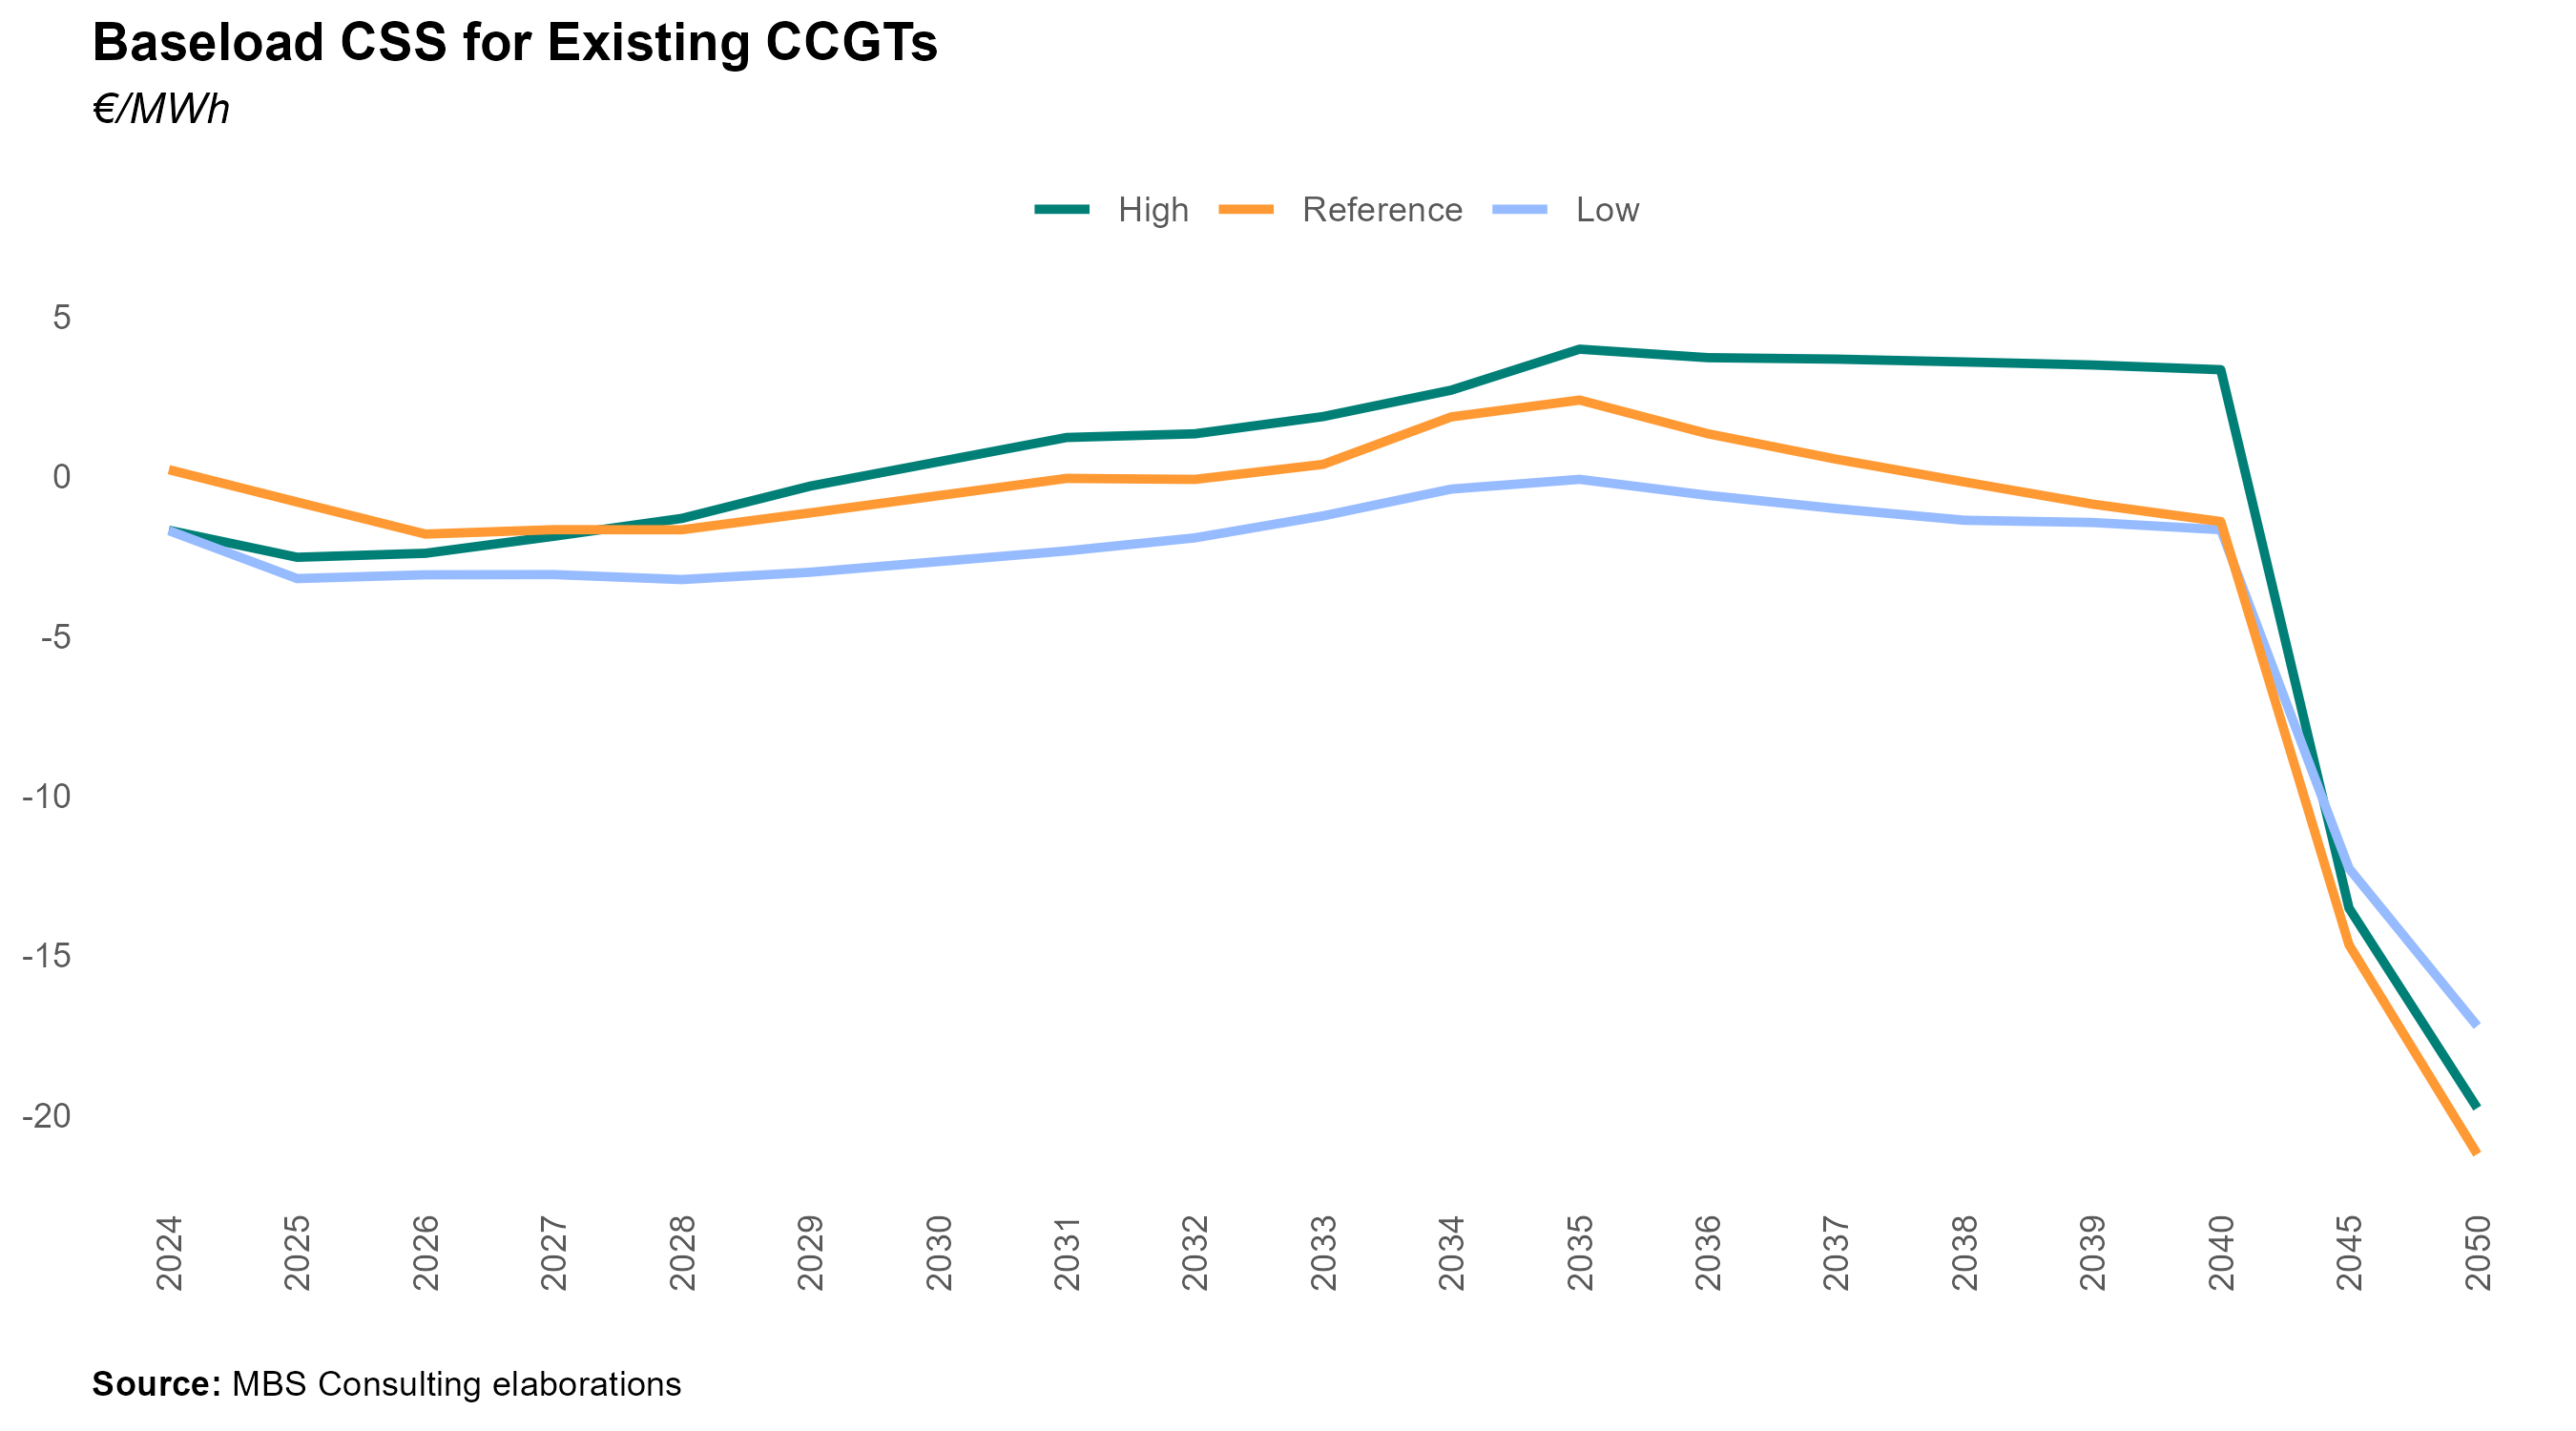 Baseload CSS for Existing CCGTs
€/MWh
High Reference Low
5
0
-5
-10
-15
-20
2024 2025 2026 2027 2028 2029 2030 2031 2032 2033 2034 2035 2036 2037 2038 2039 2040 2045 2050
Source: MBS Consulting elaborations